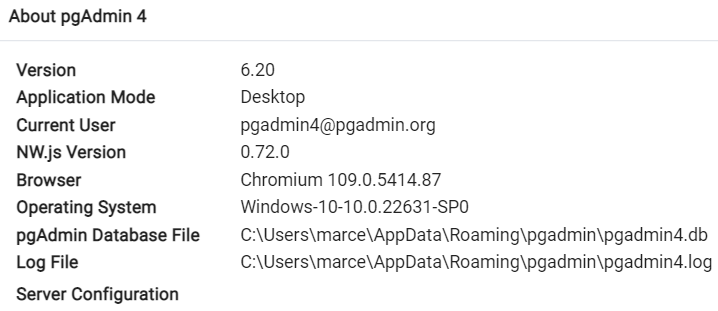 About pgAdmin 4
Version 6.20
Application Mode Desktop
Current User pgadmin4@pgadmin.org
NW.js Version 0.72.0
Browser Chromium 109.0.5414.87
Operating System Windows-10-10.0.22631-SP0
pgAdmin Database File C:\Users\marce\AppData\Roaming\pgadmin\pgadmin4.db
Log File C:\Users\marce\AppData\Roaming\pgadmin\pgadmin4.log
Server Configuration